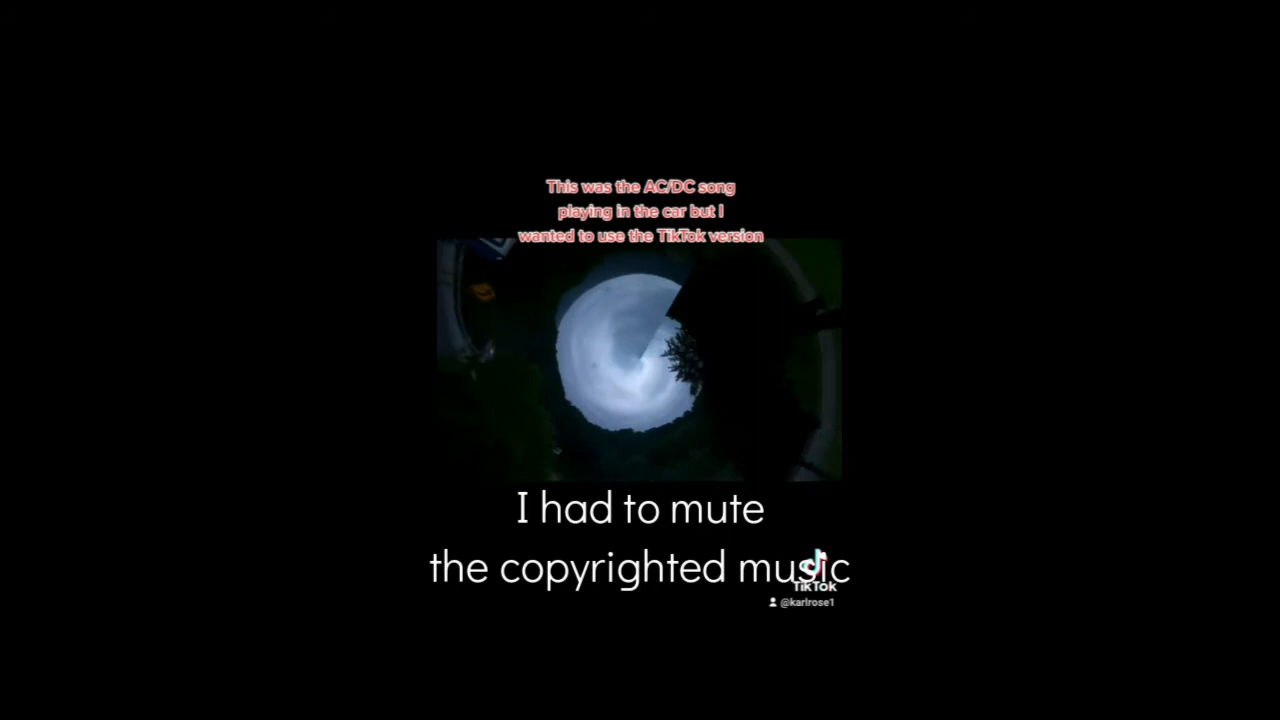 This was the AC/DC song
playing in the car but I
wanted to use the TikTok version
I had to mute
the copyrighted music
TikTok
@karlrose1